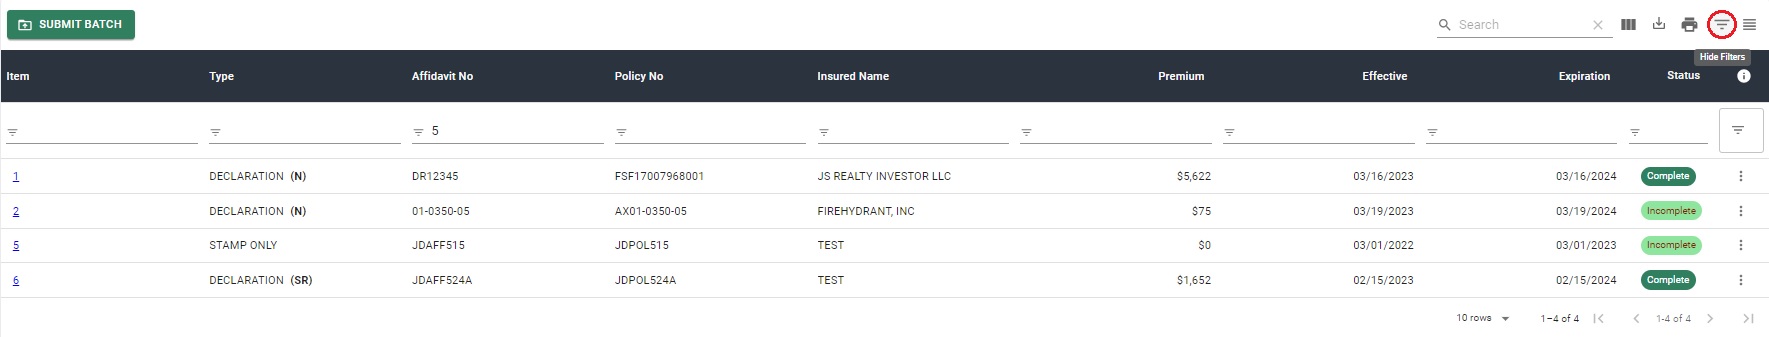 SUBMIT BATCH
Search
Hide Filters
Item Type Affidavit No Policy No Insured Name Premium Effective Expiration Status
5
1 DECLARATION (N) DR12345 FSF17007968001 JS REALTY INVESTOR LLC $5,622 03/16/2023 03/16/2024 Complete
2 DECLARATION (N) 01-0350-05 AX01-0350-05 FIREHYDRANT, INC $75 03/19/2023 03/19/2024 Incomplete
5 STAMP ONLY JDAFF515 JDPOL515 TEST $0 03/01/2022 03/01/2023 Incomplete
6 DECLARATION (SR) JDAFF524A JDPOL524A TEST $1,652 02/15/2023 02/15/2024 Complete
10 rows 1–4 of 4 1-4 of 4